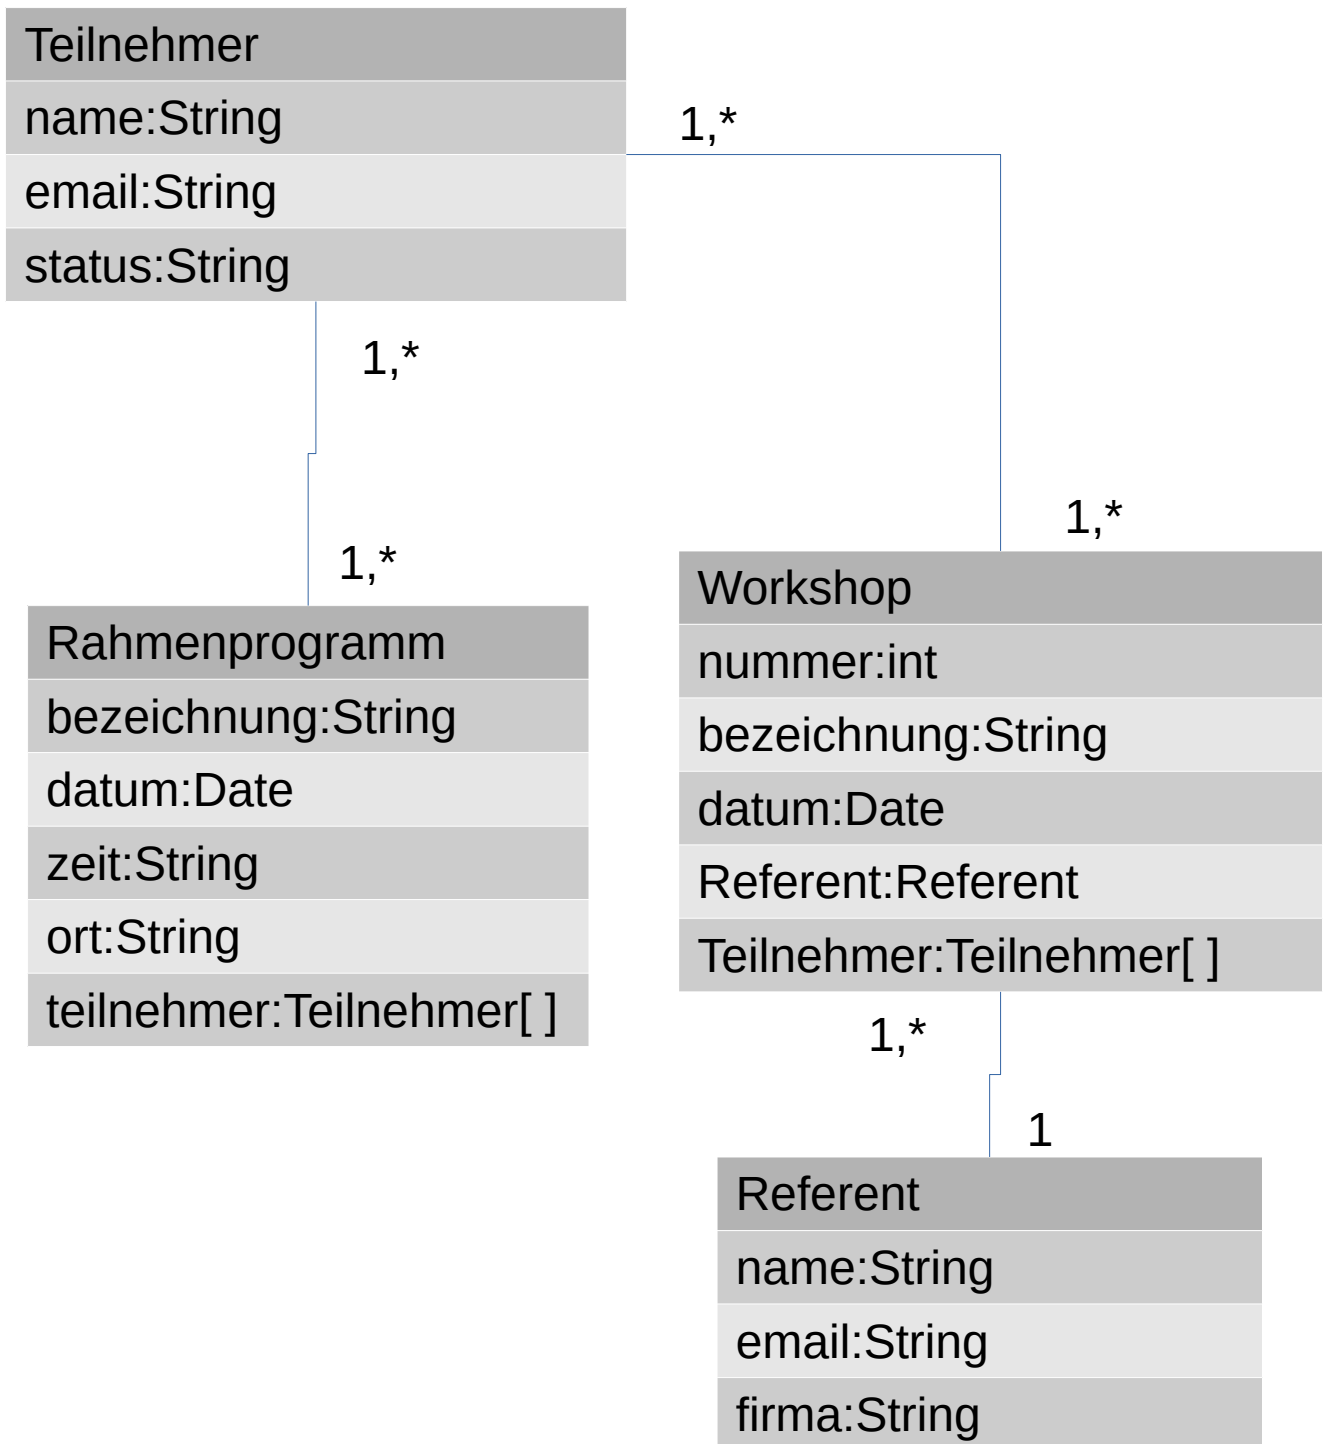 Teilnehmer
name:String
email:String
status:String
1,*
1,*
1,*
1,*
Rahmenprogramm
bezeichnung:String
datum:Date
zeit:String
ort:String
teilnehmer:Teilnehmer[ ]
Workshop
nummer:int
bezeichnung:String
datum:Date
Referent:Referent
Teilnehmer:Teilnehmer[ ]
1,*
1
Referent
name:String
email:String
firma:String